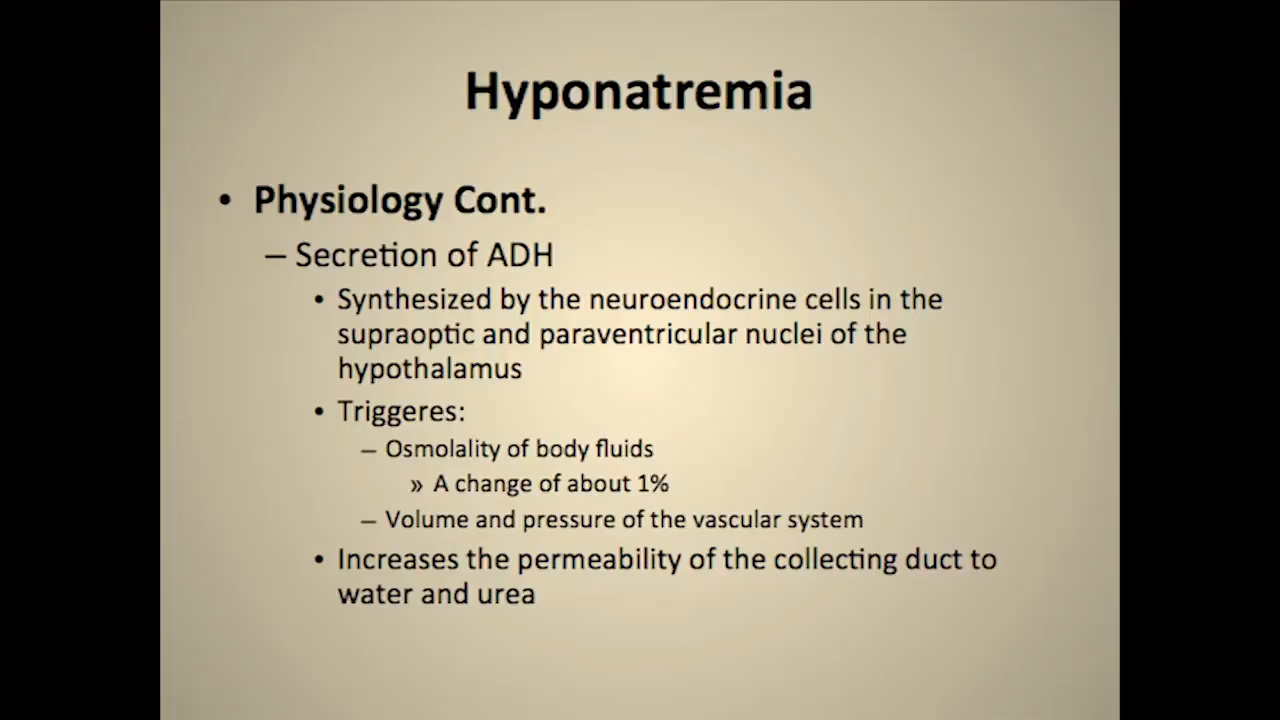 Hyponatremia
• Physiology Cont.
– Secretion of ADH
• Synthesized by the neuroendocrine cells in the
supraoptic and paraventricular nuclei of the
hypothalamus
• Triggeres:
– Osmolality of body fluids
» A change of about 1%
– Volume and pressure of the vascular system
• Increases the permeability of the collecting duct to
water and urea